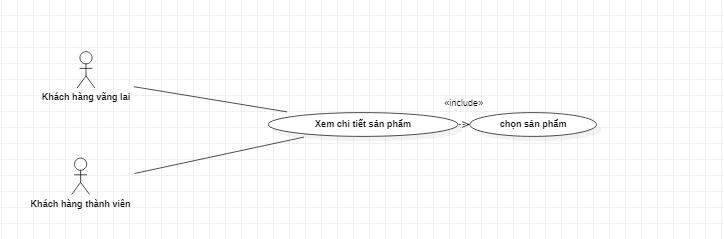 Khách hàng vãng lai
«include»
Xem chi tiết sản phẩm
chọn sản phẩm
Khách hàng thành viên